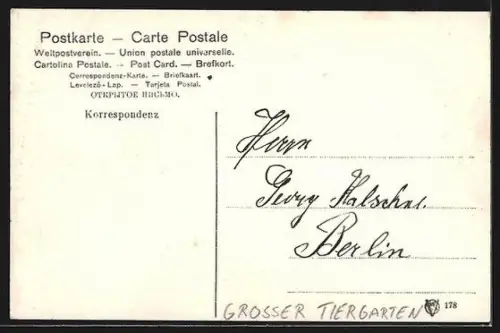 Postkarte – Carte Postale
Weltpostverein. — Union postale universelle.
Cartolina Postale. — Post Card. — Brefkort.
Correspondenz-Karte. — Briefkaart.
Levelező-Lap. — Tarjeta Postal.
ОТКРЫТОЕ ПИСЬМО.
Korrespondenz
Herrn
Georg
Berlin
178
GROSSER TIERGARTEN